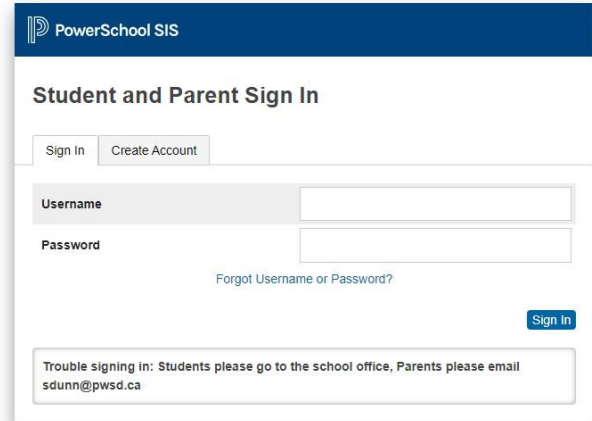 PowerSchool SIS
Student and Parent Sign In
Sign In Create Account
Username
Password
Forgot Username or Password?
Sign In
Trouble signing in: Students please go to the school office, Parents please email
sdunn@pwsd.ca